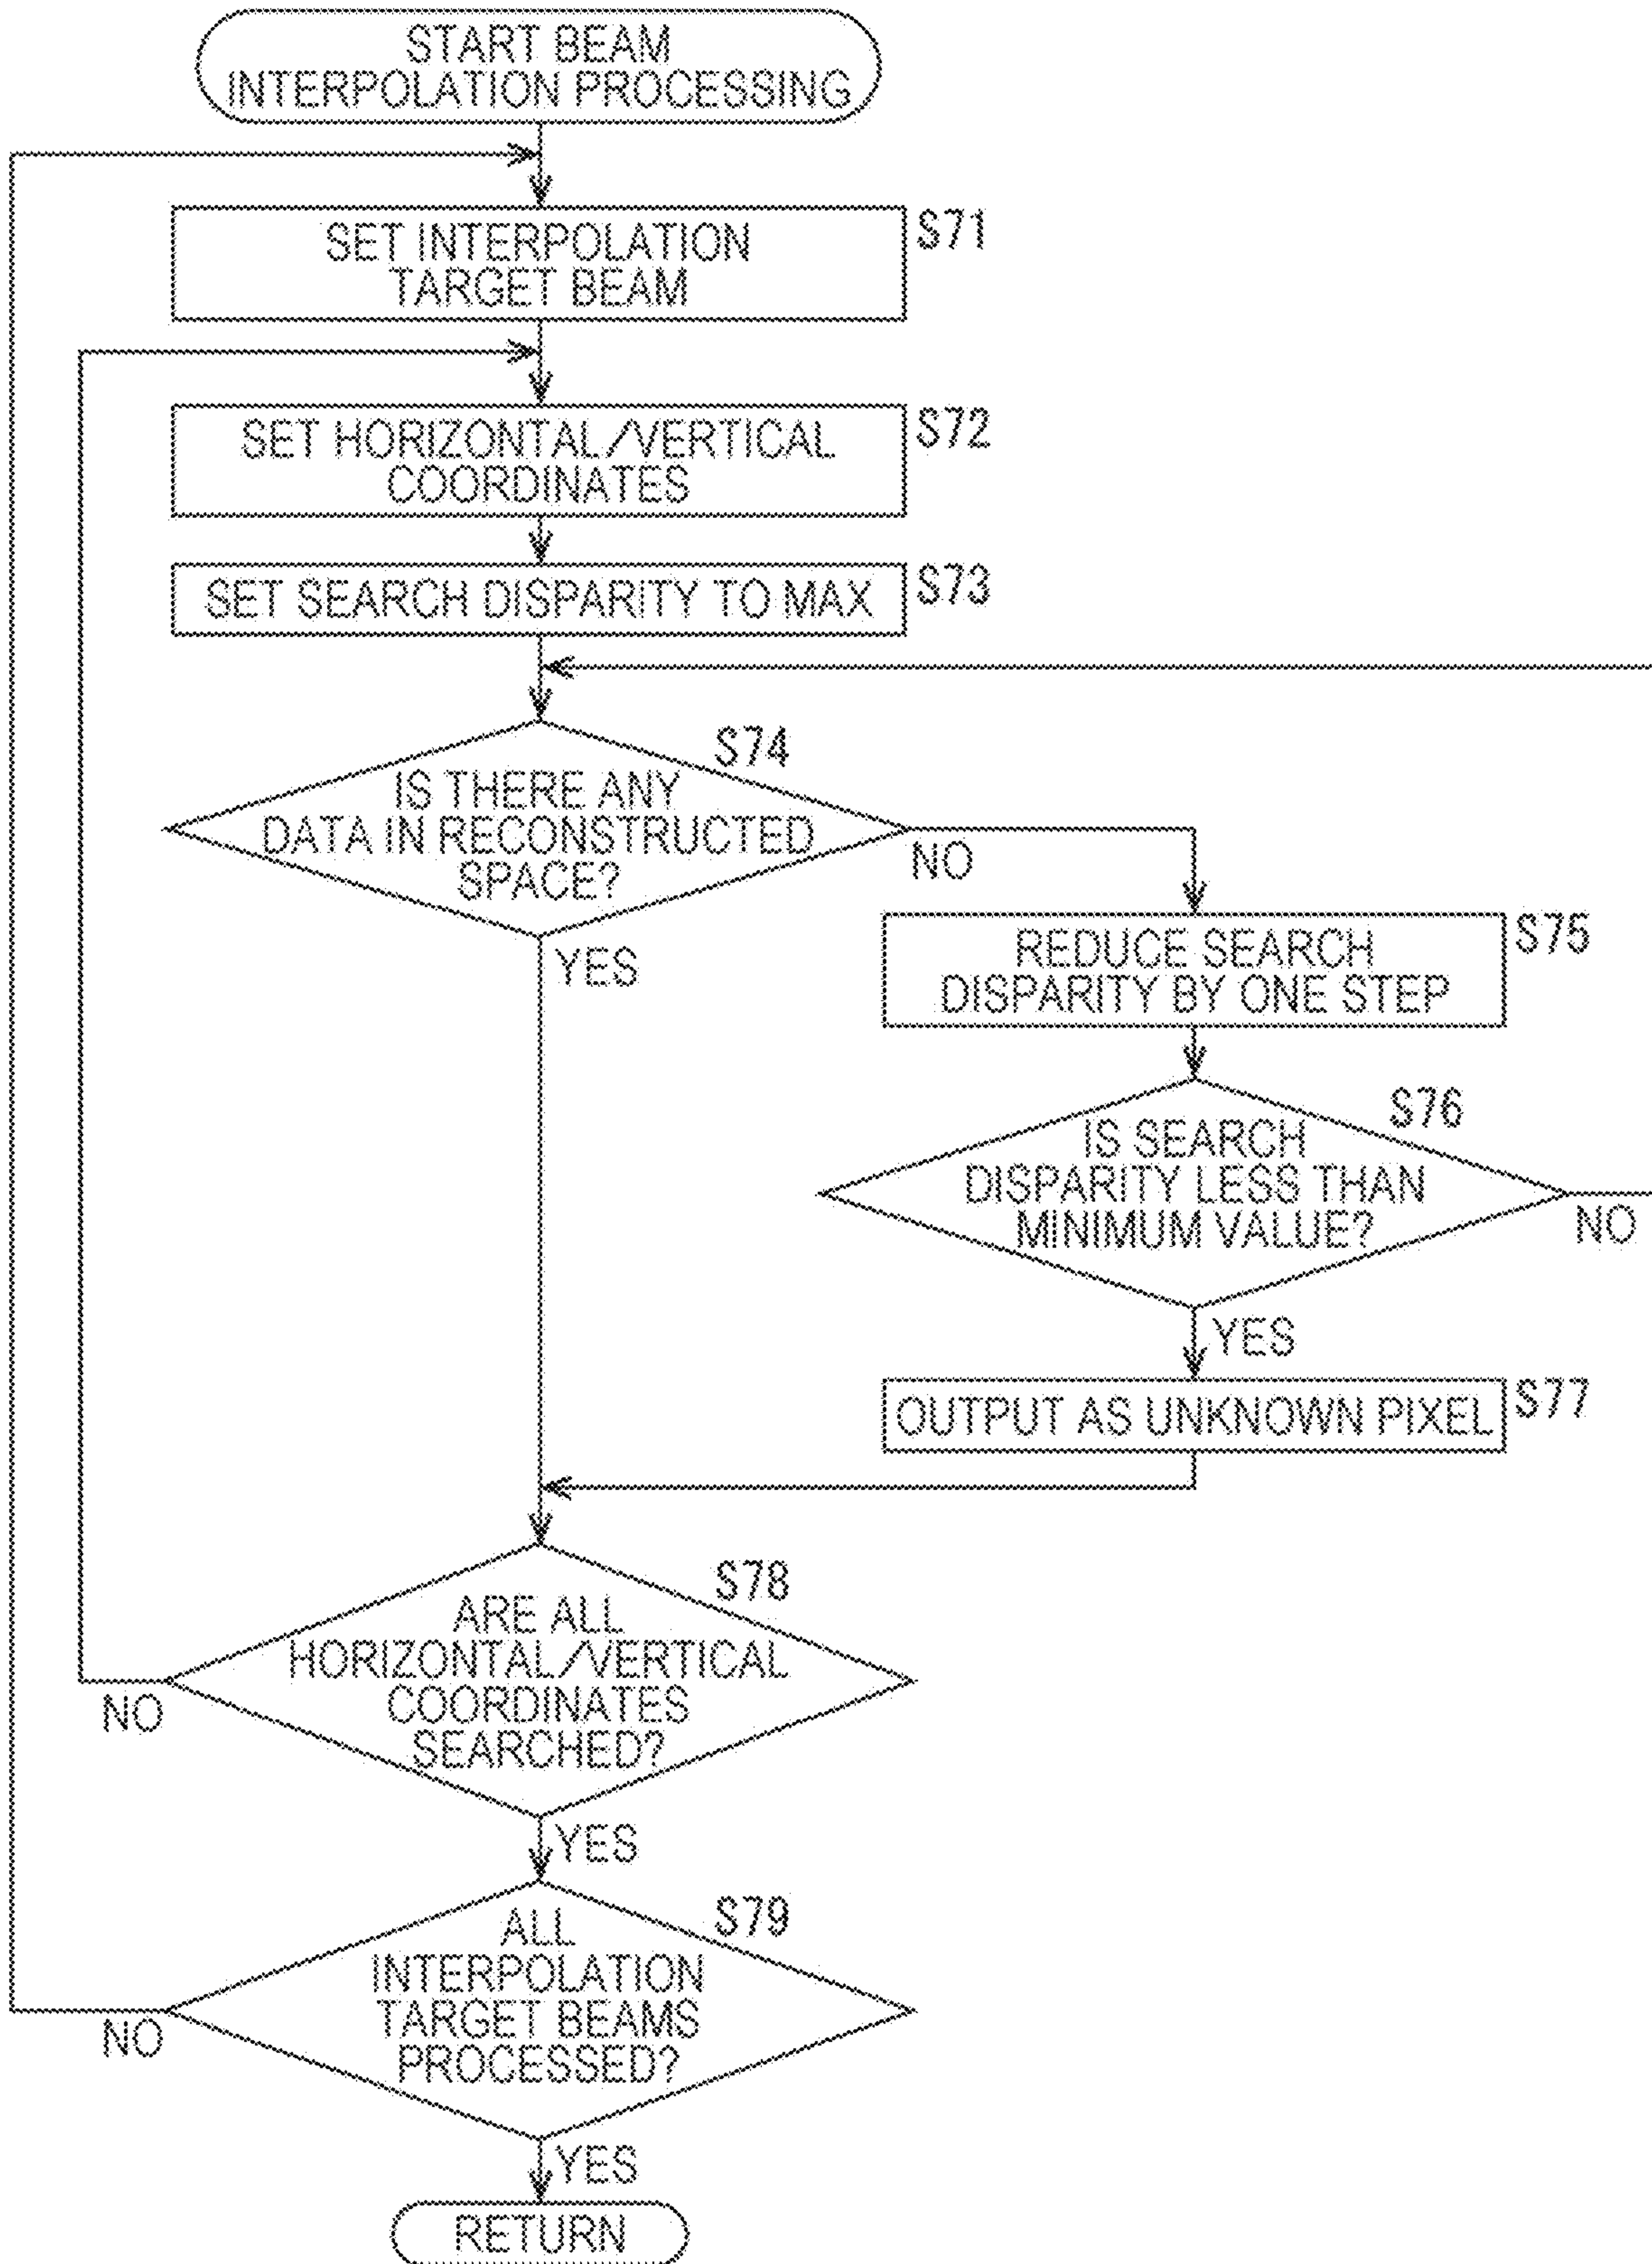 START BEAM
INTERPOLATION PROCESSING
SET INTERPOLATION
TARGET BEAM
S71
SET HORIZONTAL/VERTICAL
COORDINATES
S72
SET SEARCH DISPARITY TO MAX
S73
S74
IS THERE ANY
DATA IN RECONSTRUCTED
SPACE?
NO
YES
REDUCE SEARCH
DISPARITY BY ONE STEP
S75
S76
IS SEARCH
DISPARITY LESS THAN
MINIMUM VALUE?
NO
YES
OUTPUT AS UNKNOWN PIXEL
S77
S78
ARE ALL
HORIZONTAL/VERTICAL
COORDINATES
SEARCHED?
NO
YES
S79
ALL
INTERPOLATION
TARGET BEAMS
PROCESSED?
NO
YES
RETURN